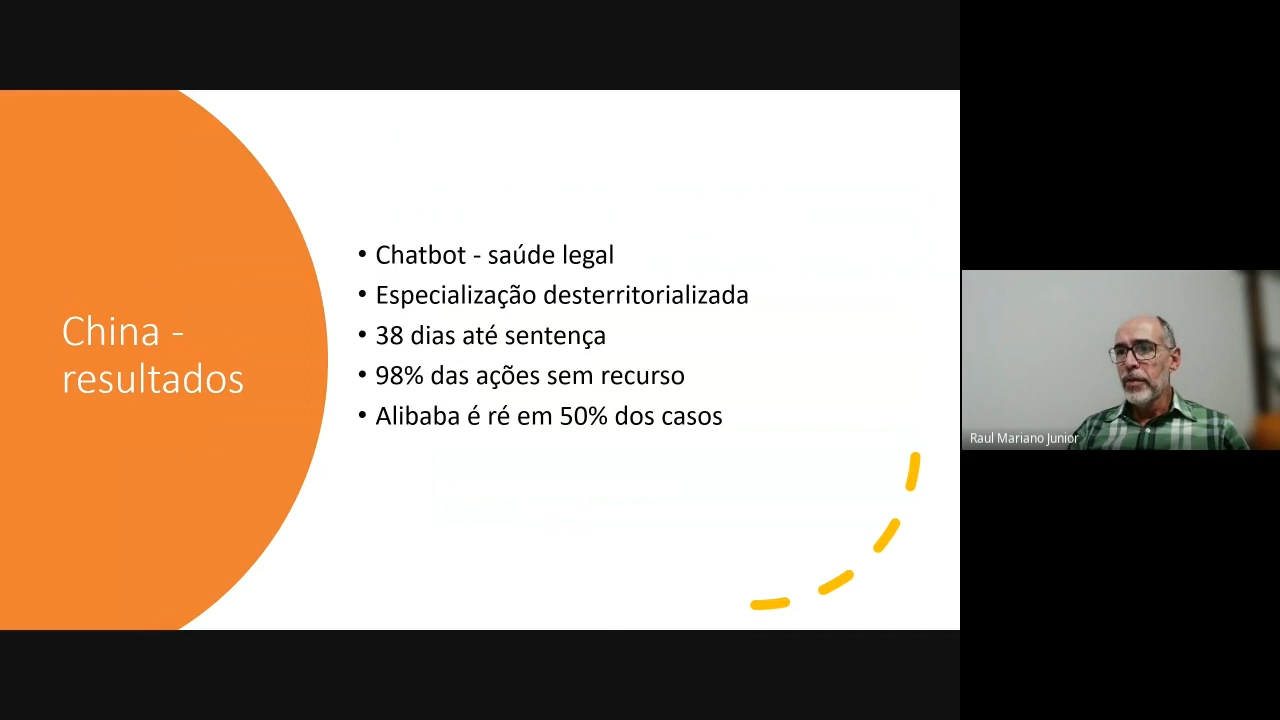 China -
resultados
• Chatbot - saúde legal
• Especialização desterritorializada
• 38 dias até sentença
• 98% das ações sem recurso
• Alibaba é ré em 50% dos casos
Raul Mariano Junior